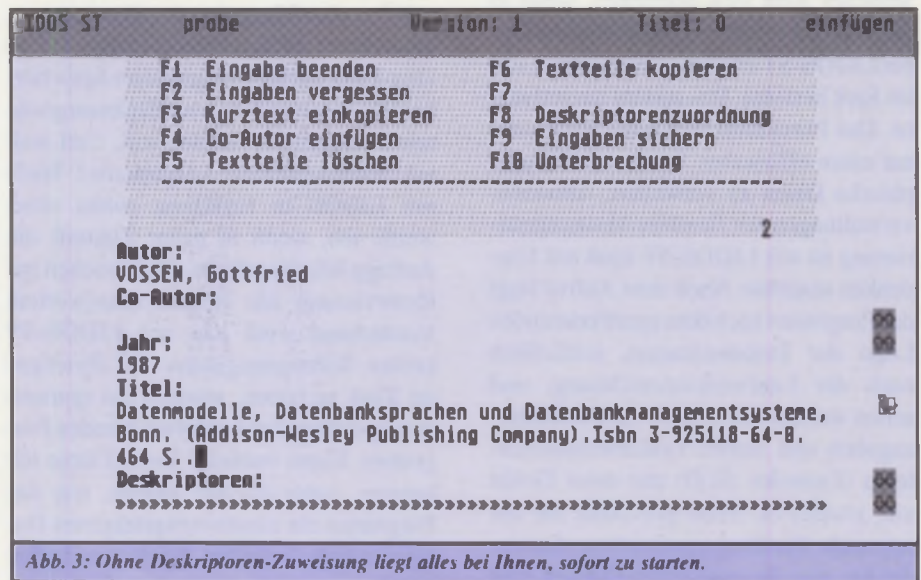 LIDOS ST probe Version: 1 Titel: 0 einfügen
F1 Eingabe beenden F6 Textteile kopieren
F2 Eingaben vergessen F7
F3 Kurztext einkopieren F8 Deskriptorenzuordnung
F4 Co-Autor einfügen F9 Eingaben sichern
F5 Textteile löschen F10 Unterbrechung
2
Autor:
VOSSEN, Gottfried
Co-Autor:
Jahr:
1987
Titel:
Datenmodelle, Datenbanksprachen und Datenbankmanagementsysteme,
Bonn. (Addison-Wesley Publishing Company).Isbn 3-925118-64-0.
464 S..
Deskriptoren:
Abb. 3: Ohne Deskriptoren-Zuweisung liegt alles bei Ihnen, sofort zu starten.